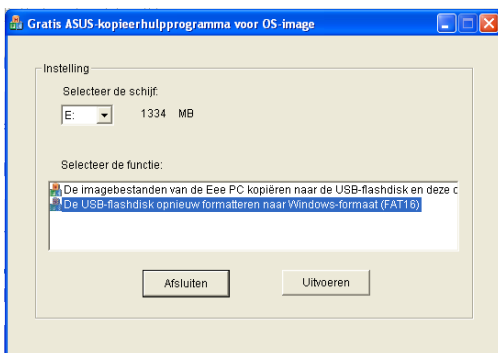 Gratis ASUS-kopieerhulpprogramma voor OS-image
Instelling
Selecteer de schijf:
E: 1334 MB
Selecteer de functie:
De imagebestanden van de Eee PC kopiëren naar de USB-flashdisk en deze o
De USB-flashdisk opnieuw formatteren naar Windows-formaat (FAT16)
Afsluiten Uitvoeren